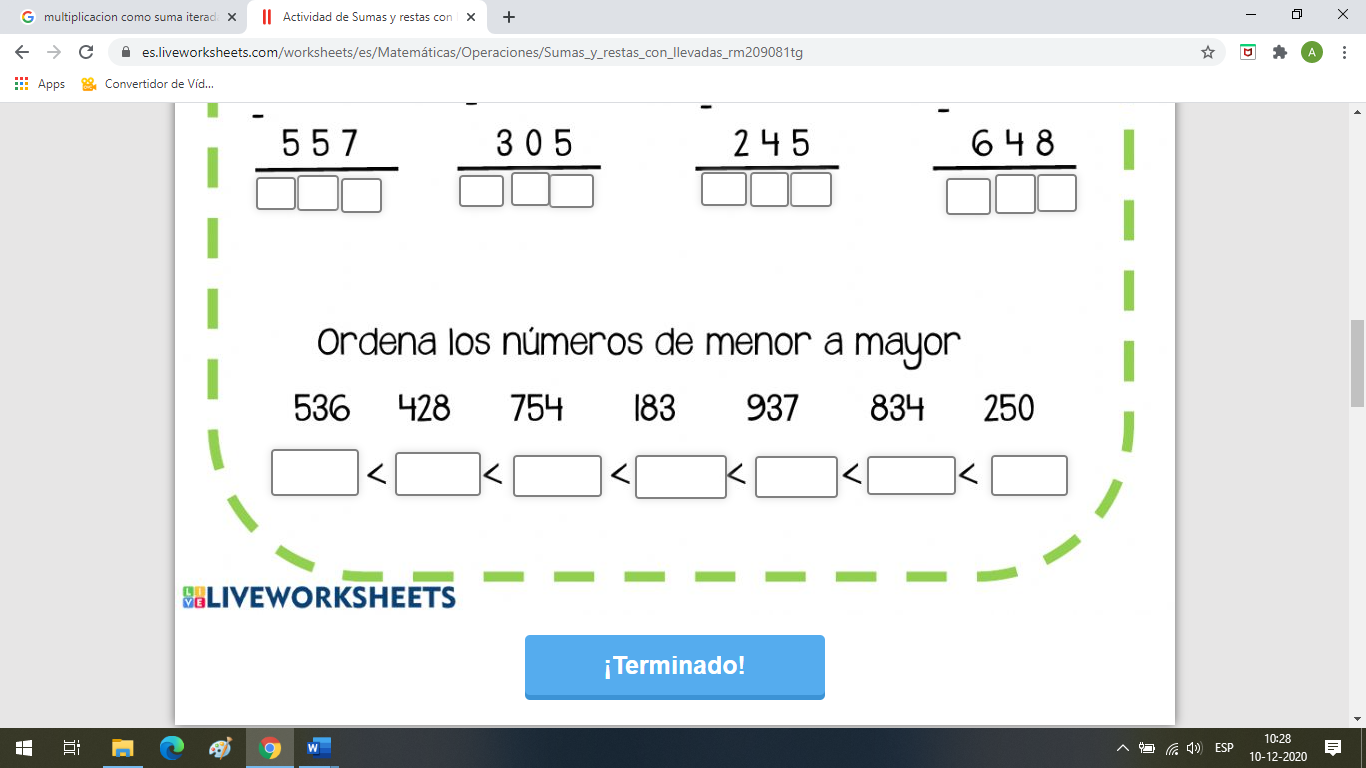 multiplicacion como suma iterad
Actividad de Sumas y restas con
es.liveworksheets.com/worksheets/es/Matemáticas/Operaciones/Sumas_y_restas_con_llevadas_rm209081tg
A
Apps Convertidor de Víd...
- - - -
557 305 245 648
Ordena los números de menor a mayor
536 428 754 183 937 834 250
< < < < < <
LIVE LIVEWORKSHEETS
¡Terminado!
W ESP 10:28
10-12-2020